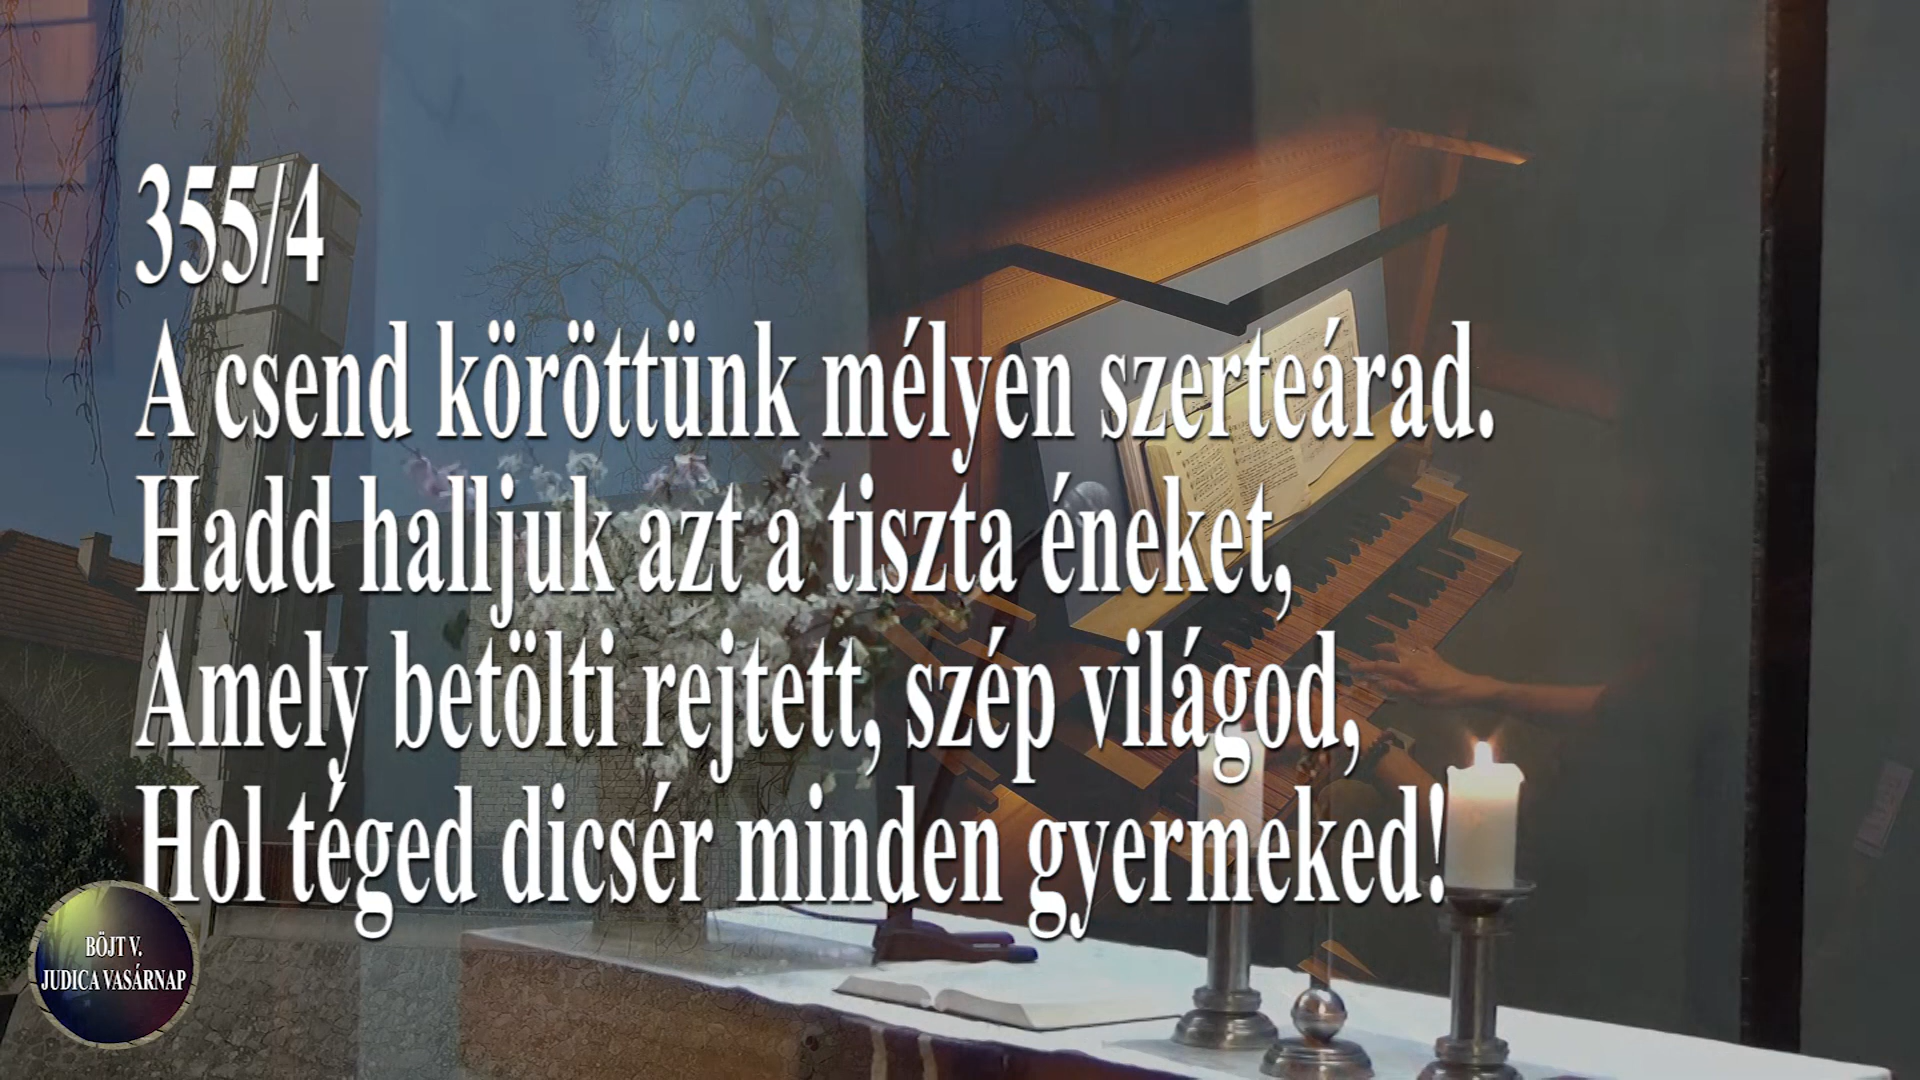 355/4
A csend köröttünk mélyen szerteárad.
Hadd halljuk azt a tiszta éneket,
Amely betölti rejtett, szép világod,
Hol téged dicsér minden gyermeked!
BÖJT V.
JUDICA VASÁRNAP